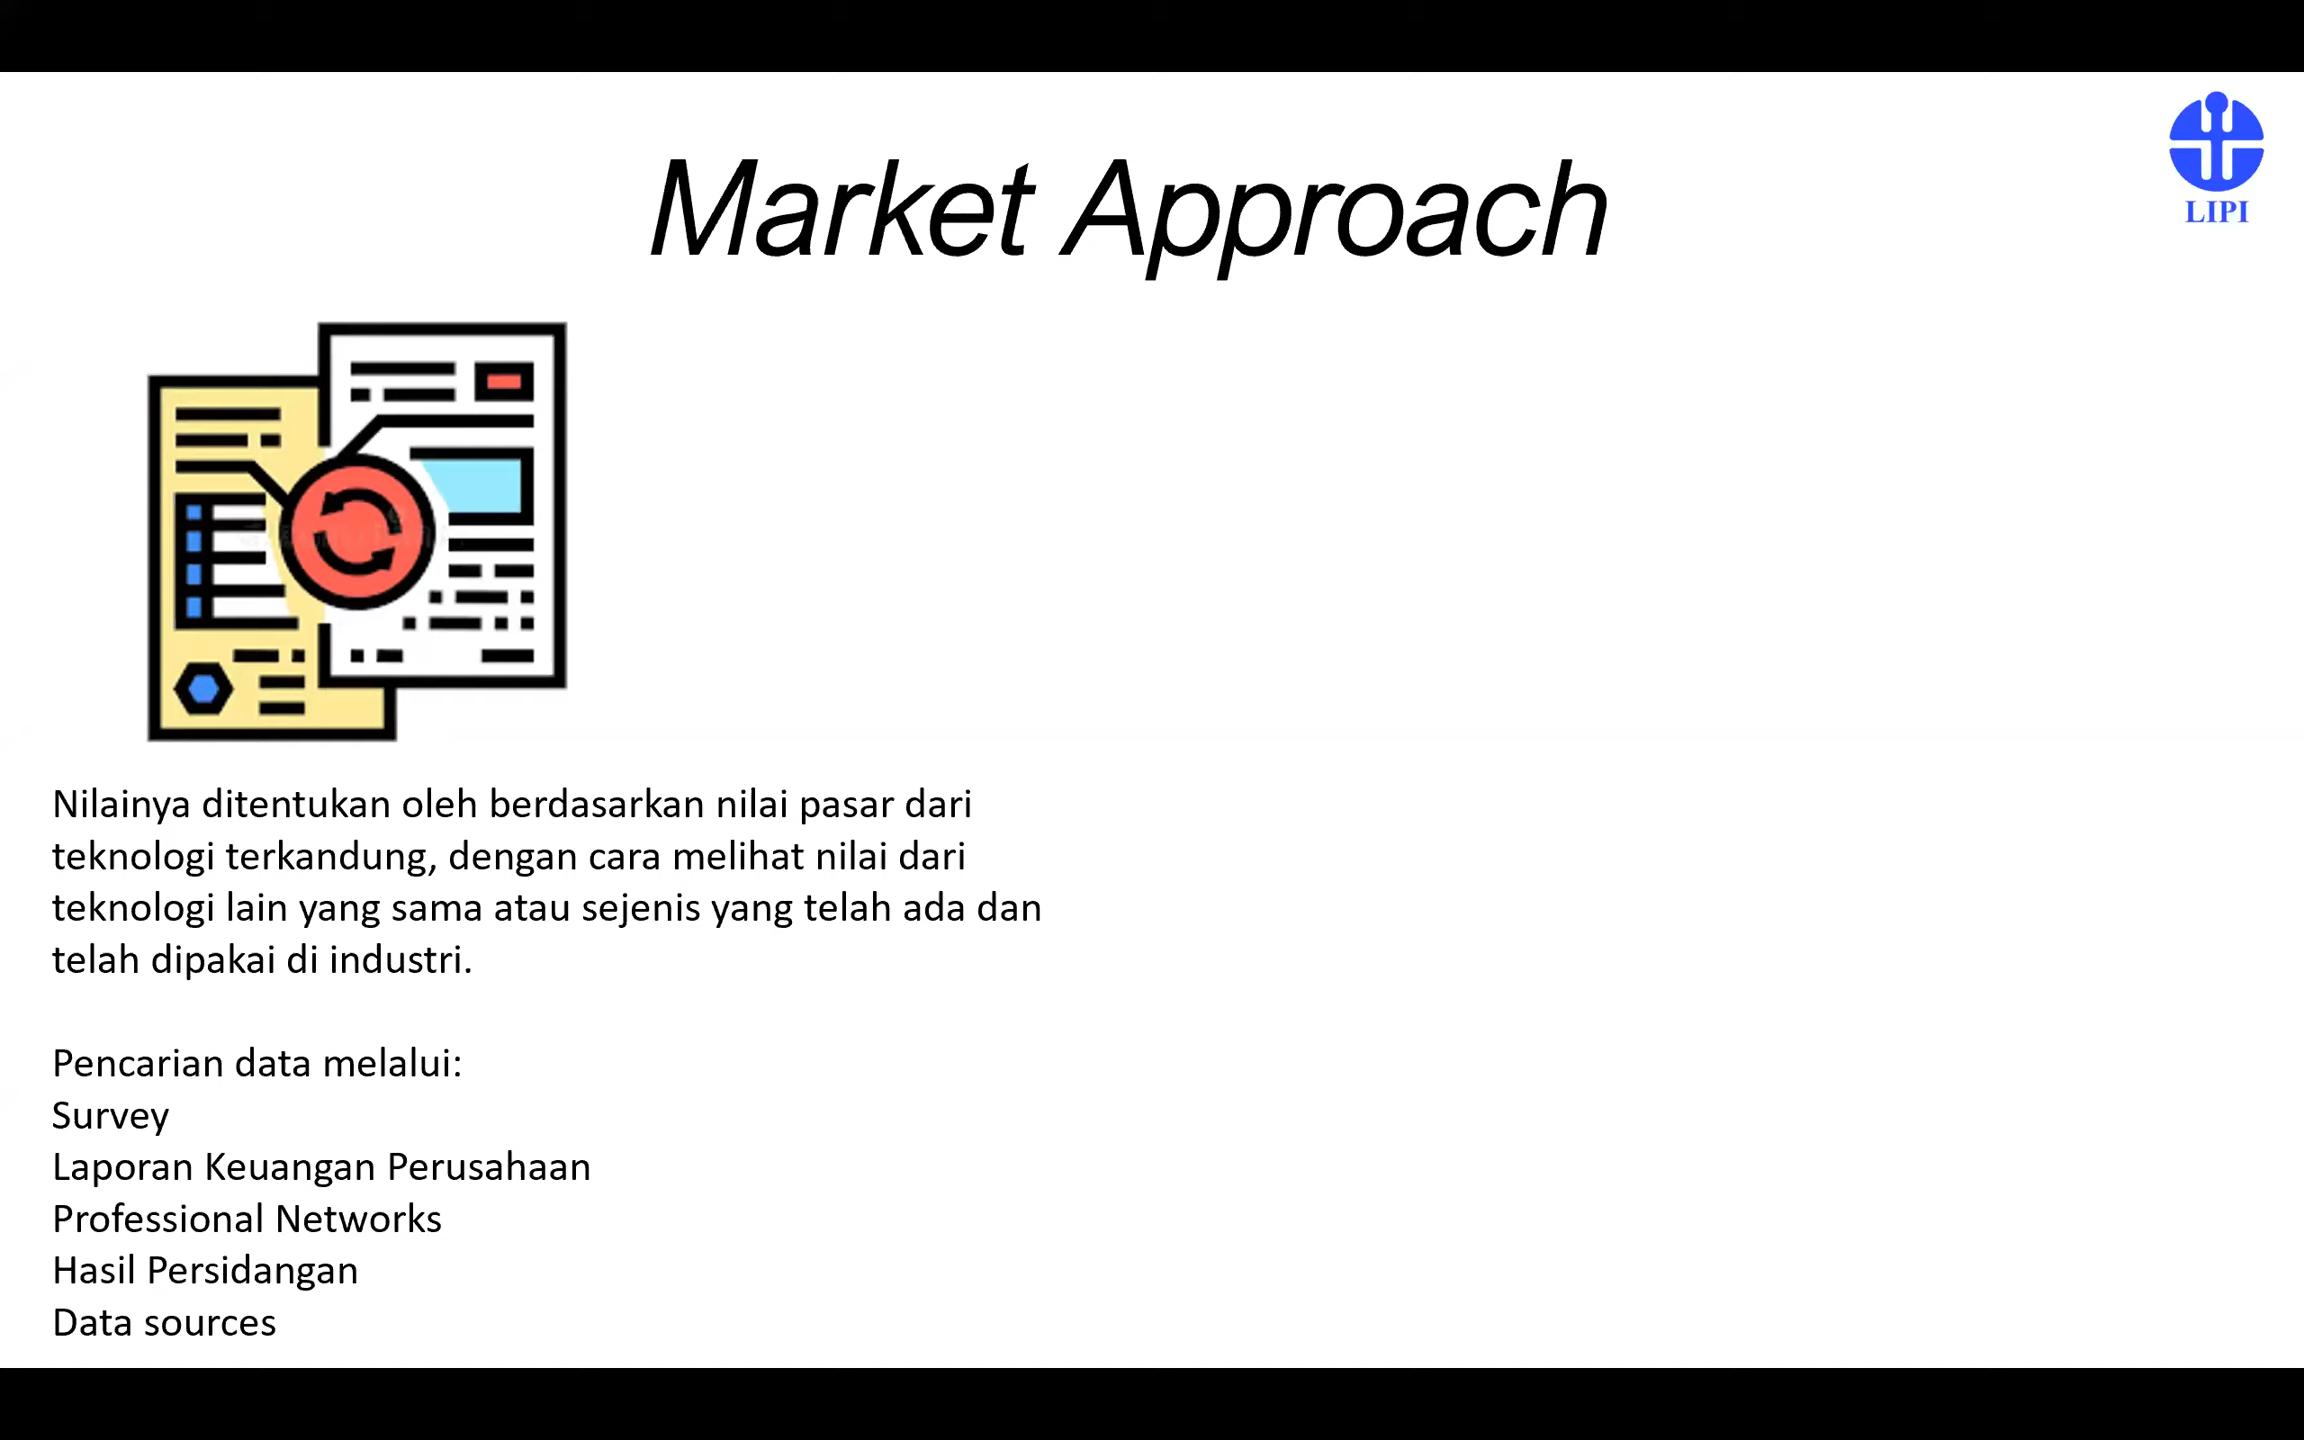 Market Approach
LIPI
Nilainya ditentukan oleh berdasarkan nilai pasar dari
teknologi terkandung, dengan cara melihat nilai dari
teknologi lain yang sama atau sejenis yang telah ada dan
telah dipakai di industri.
Pencarian data melalui:
Survey
Laporan Keuangan Perusahaan
Professional Networks
Hasil Persidangan
Data sources